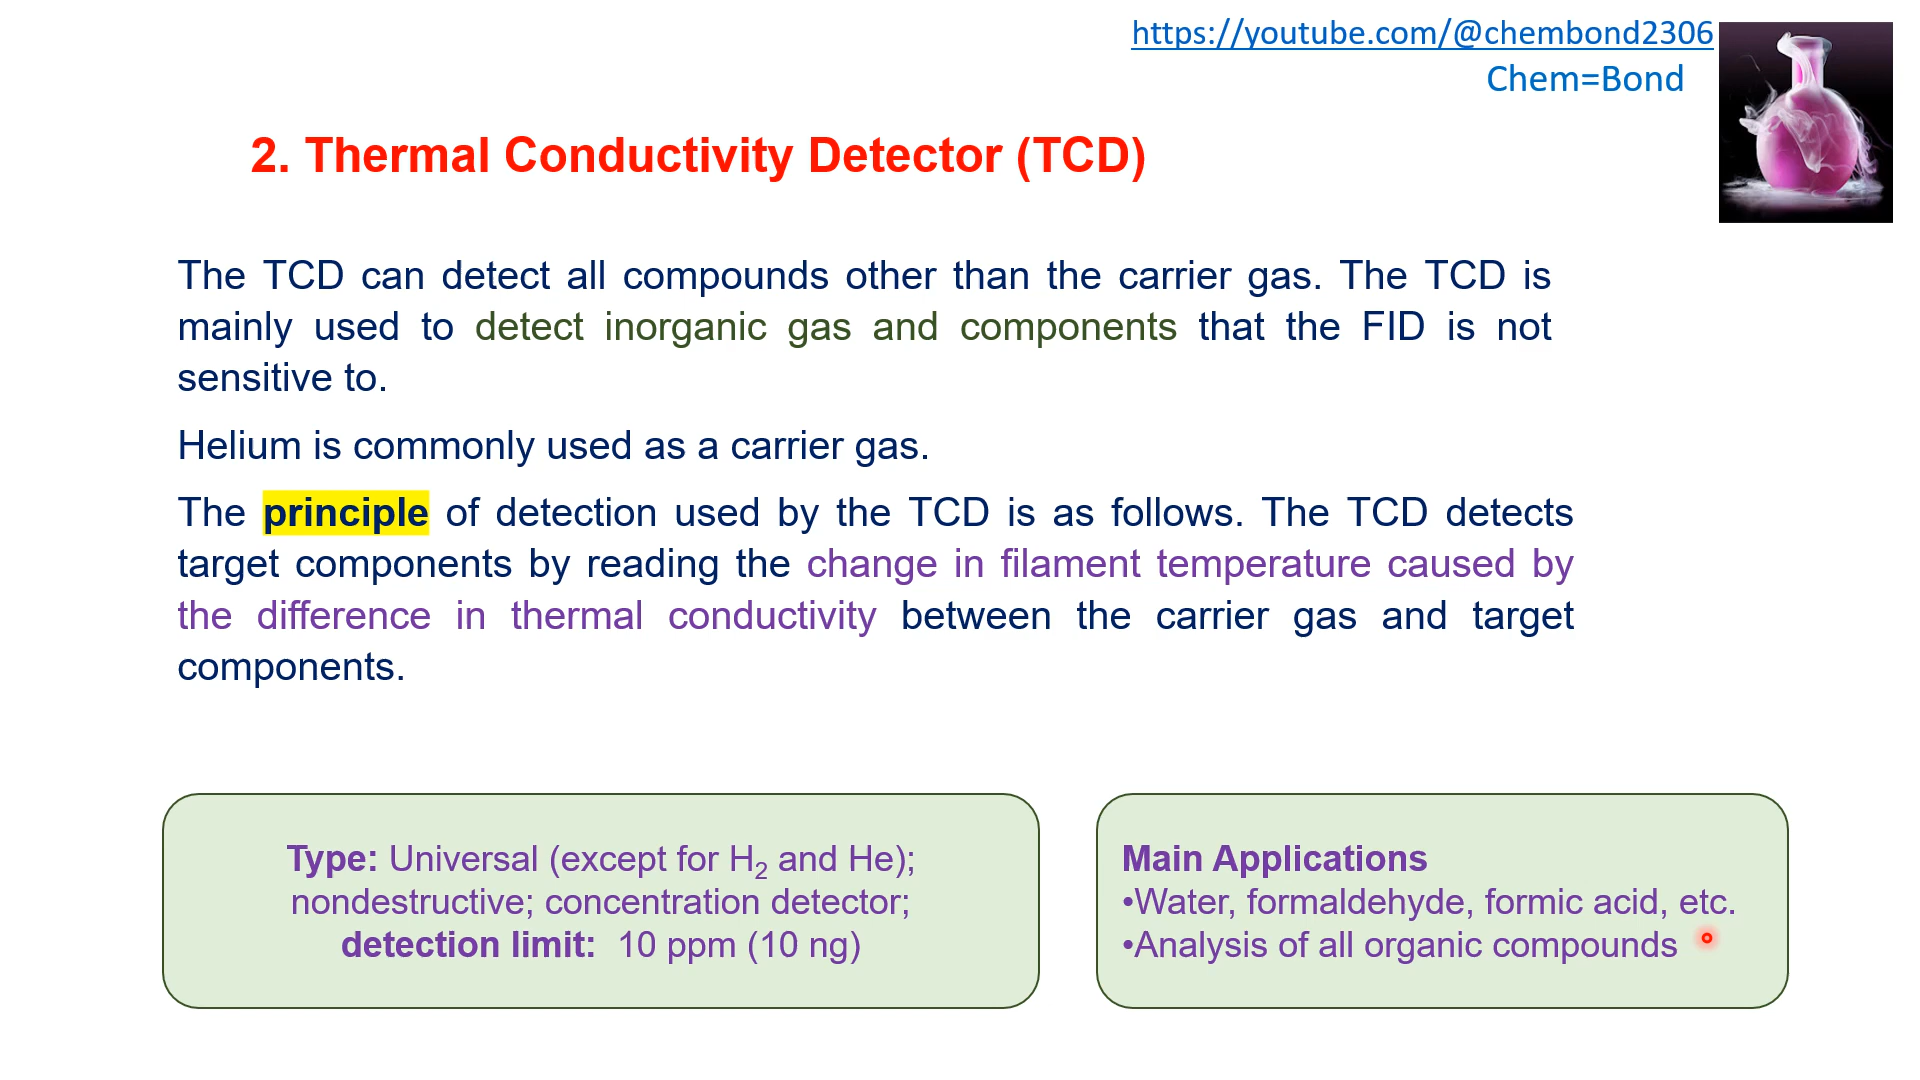 https://youtube.com/@chembond2306
Chem=Bond
2. Thermal Conductivity Detector (TCD)
The TCD can detect all compounds other than the carrier gas. The TCD is
mainly used to detect inorganic gas and components that the FID is not
sensitive to.
Helium is commonly used as a carrier gas.
The principle of detection used by the TCD is as follows. The TCD detects
target components by reading the change in filament temperature caused by
the difference in thermal conductivity between the carrier gas and target
components.
Type: Universal (except for H₂ and He);
nondestructive; concentration detector;
detection limit: 10 ppm (10 ng)
Main Applications
•Water, formaldehyde, formic acid, etc.
•Analysis of all organic compounds